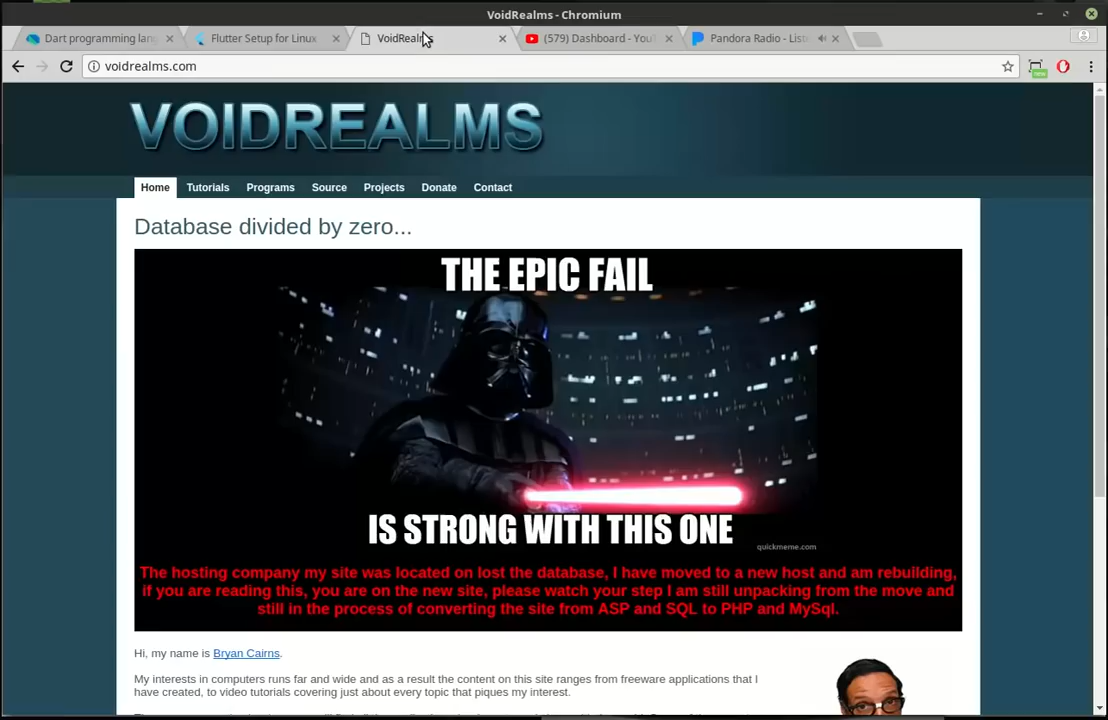 VoidRealms - Chromium
Dart programming lan
Flutter Setup for Linux
VoidRealms
(579) Dashboard - YouT
Pandora Radio - Liste
voidrealms.com
new
VOIDREALMS
Home Tutorials Programs Source Projects Donate Contact
Database divided by zero...
THE EPIC FAIL
IS STRONG WITH THIS ONE
quickmeme.com
The hosting company my site was located on lost the database, I have moved to a new host and am rebuilding,
if you are reading this, you are on the new site, please watch your step I am still unpacking from the move and
still in the process of converting the site from ASP and SQL to PHP and MySql.
Hi, my name is Bryan Cairns.
My interests in computers runs far and wide and as a result the content on this site ranges from freeware applications that I
have created, to video tutorials covering just about every topic that piques my interest.